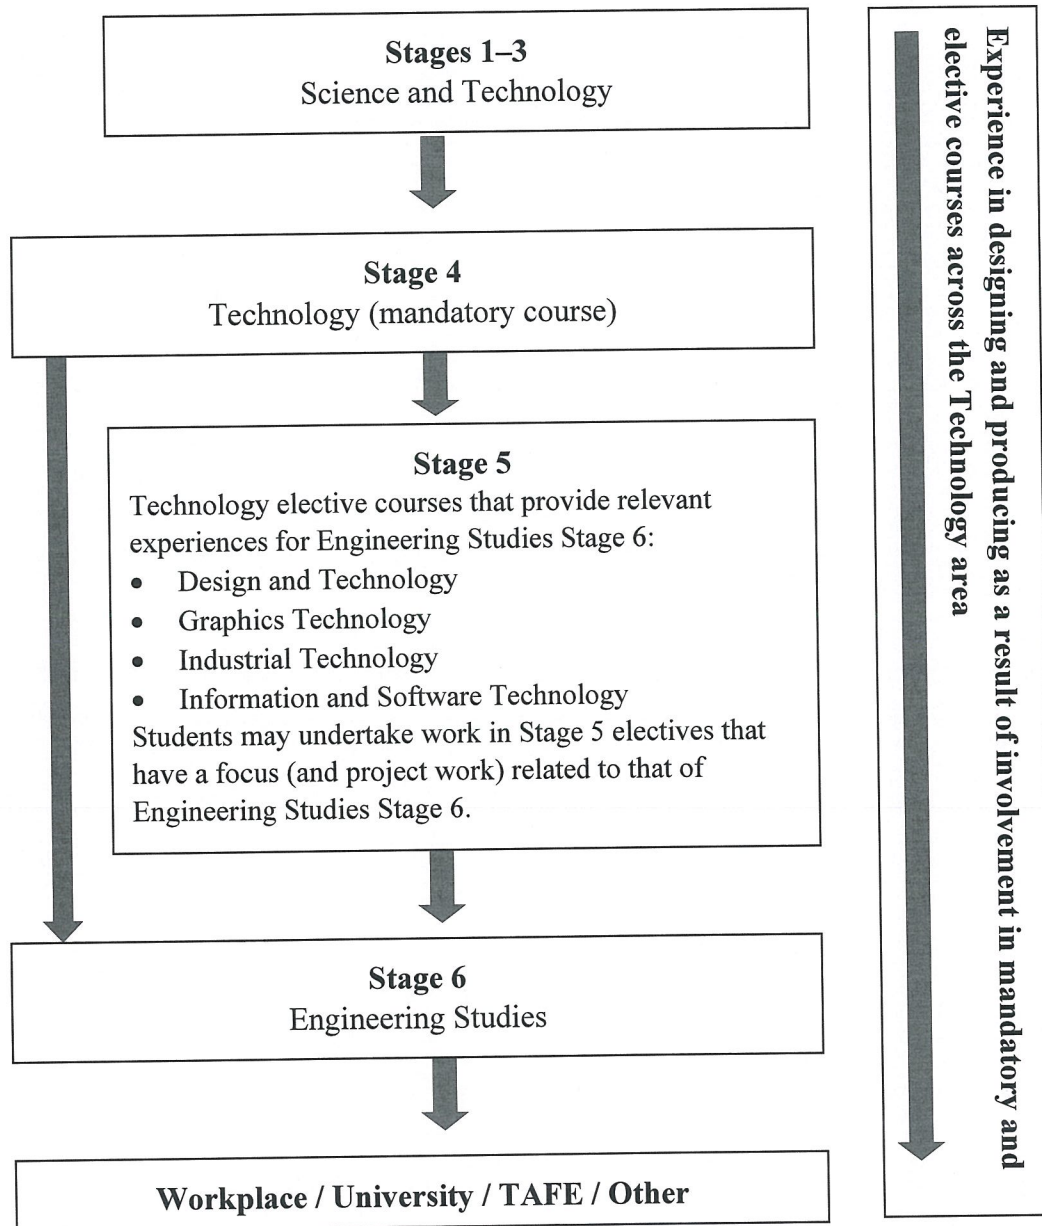 Stages 1–3
Science and Technology
Stage 4
Technology (mandatory course)
Stage 5
Technology elective courses that provide relevant
experiences for Engineering Studies Stage 6:
• Design and Technology
• Graphics Technology
• Industrial Technology
• Information and Software Technology
Students may undertake work in Stage 5 electives that
have a focus (and project work) related to that of
Engineering Studies Stage 6.
Stage 6
Engineering Studies
Workplace / University / TAFE / Other
Experience in designing and producing as a result of involvement in mandatory and
elective courses across the Technology area